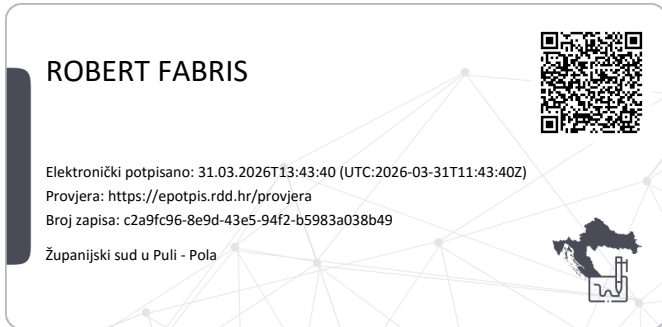 ROBERT FABRIS
Elektronički potpisano: 31.03.2026T13:43:40 (UTC:2026-03-31T11:43:40Z)
Provjera: https://epotpis.rdd.hr/provjera
Broj zapisa: c2a9fc96-8e9d-43e5-94f2-b5983a038b49
Županijski sud u Puli - Pola